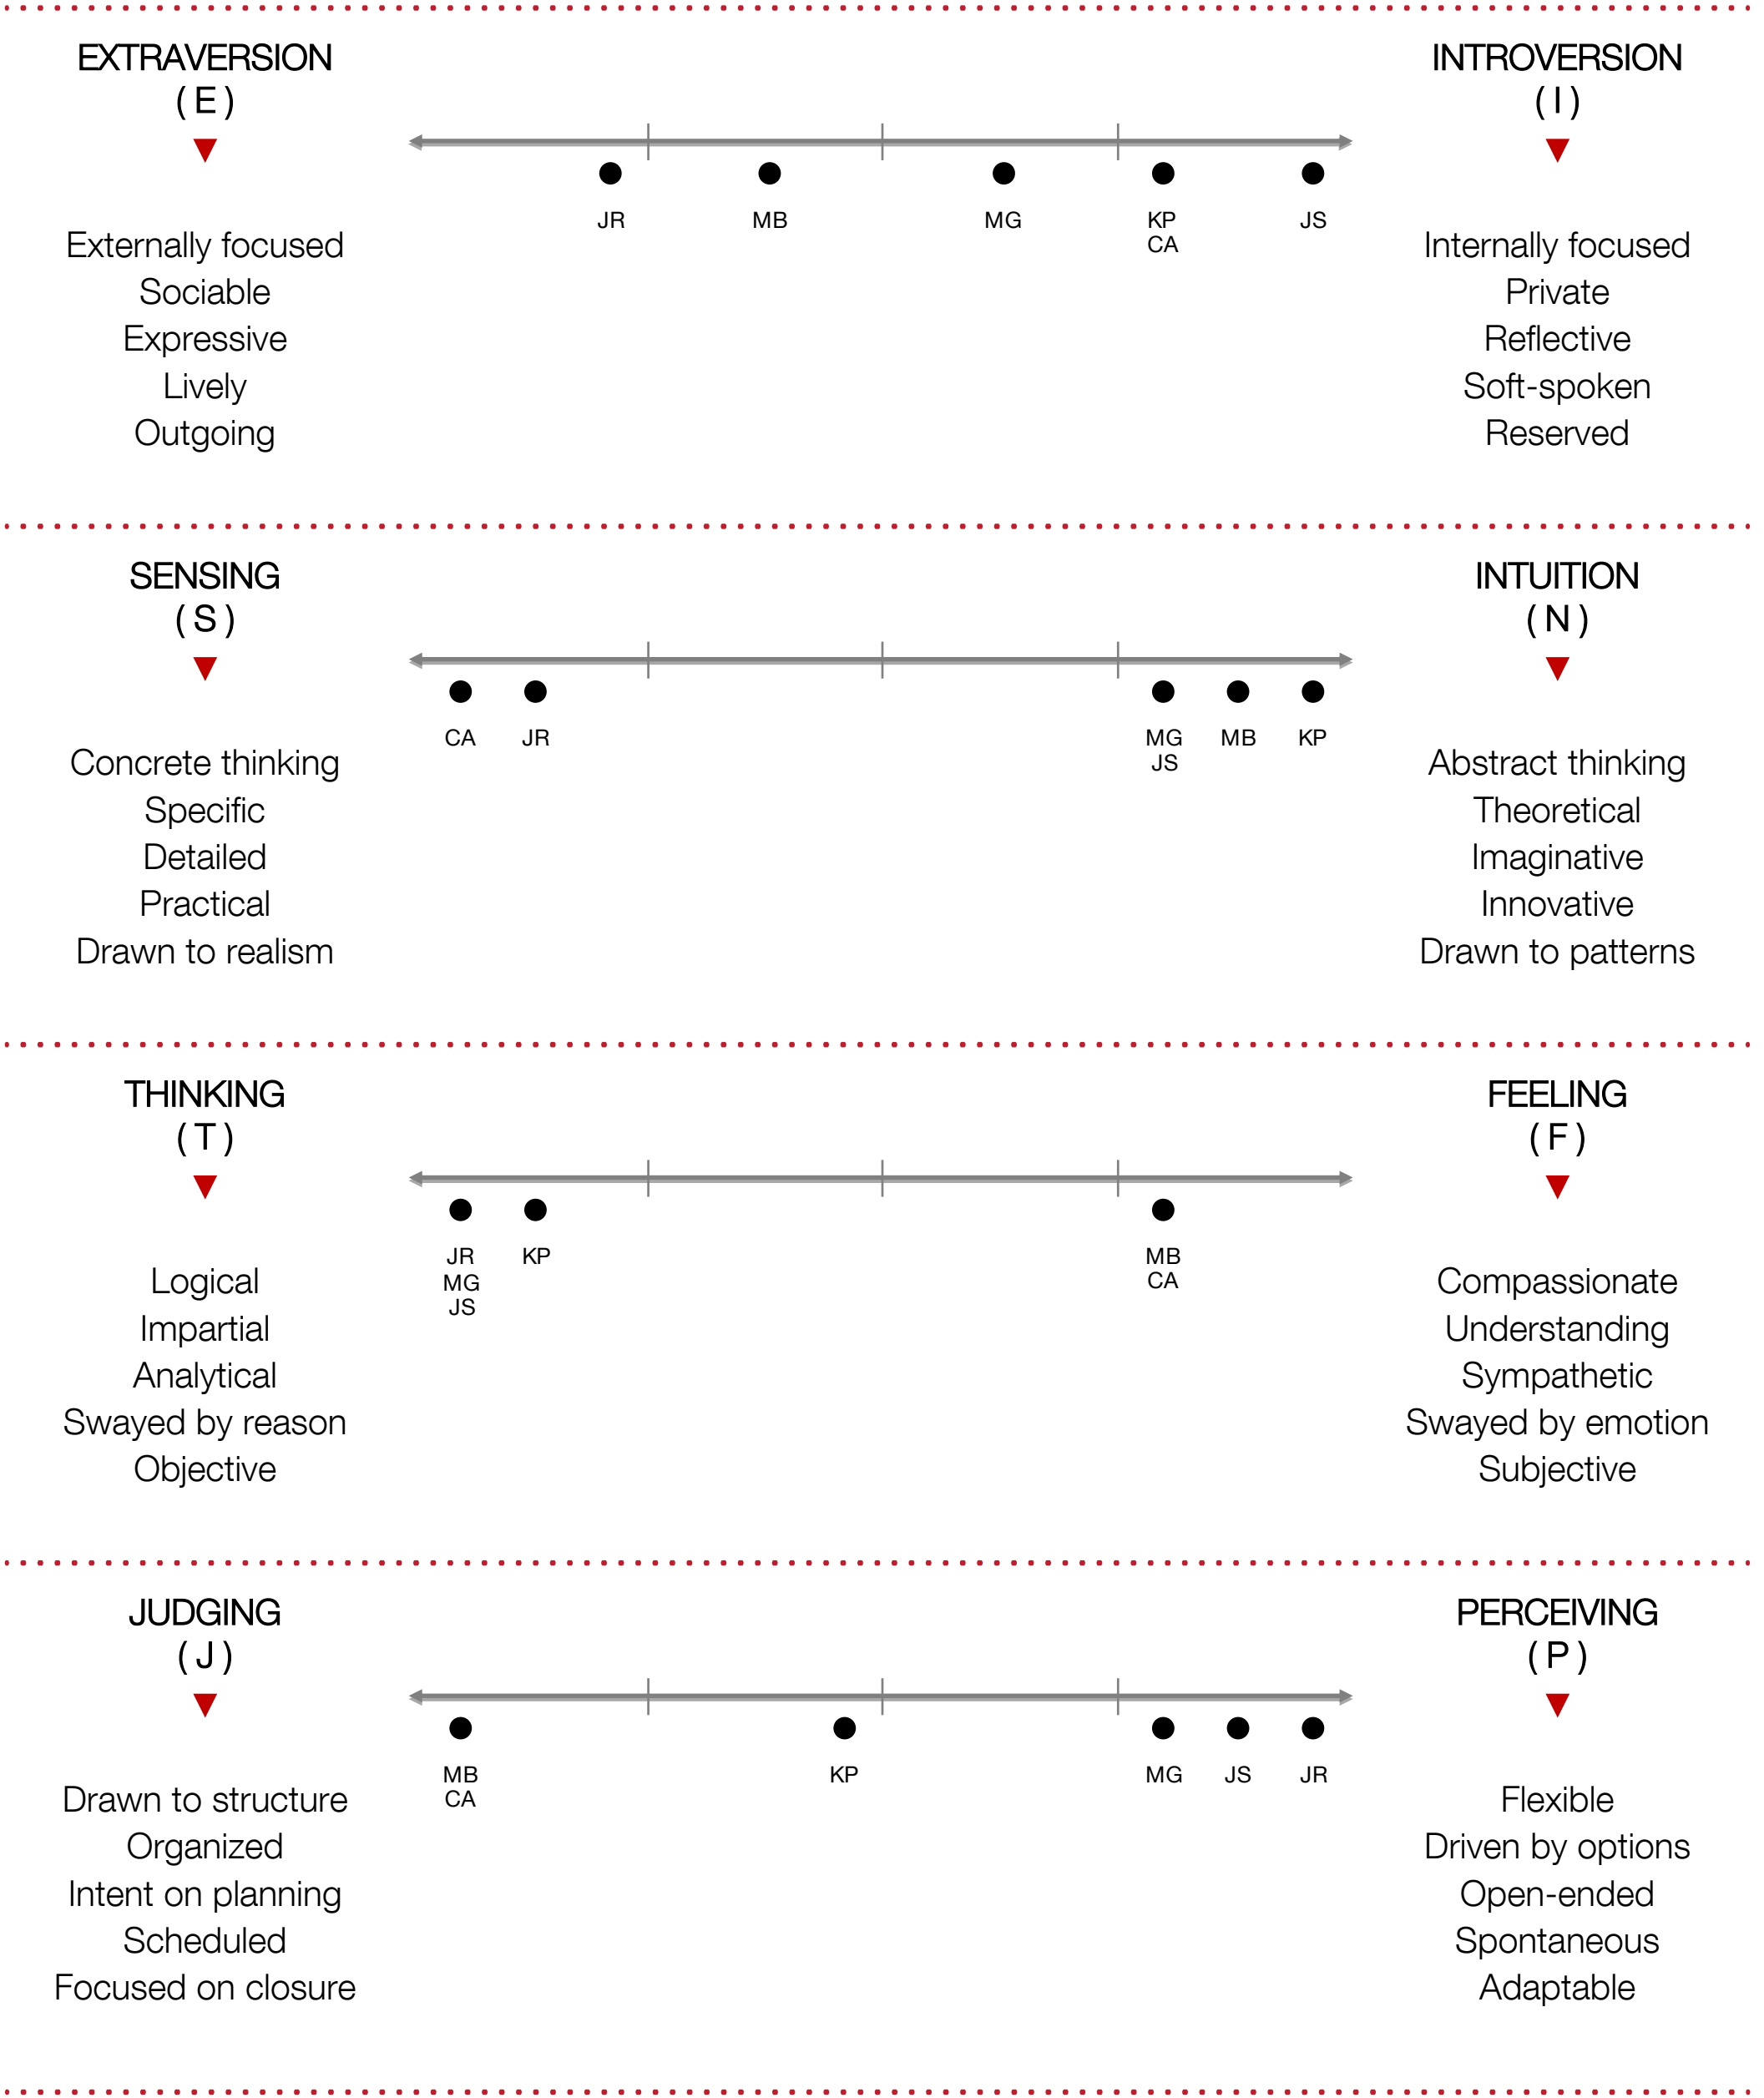 EXTRAVERSION
( E )
INTROVERSION
( I )
JR
MB
MG
KP
CA
JS
Externally focused
Sociable
Expressive
Lively
Outgoing
Internally focused
Private
Reflective
Soft-spoken
Reserved
SENSING
( S )
INTUITION
( N )
CA
JR
MG
JS
MB
KP
Concrete thinking
Specific
Detailed
Practical
Drawn to realism
Abstract thinking
Theoretical
Imaginative
Innovative
Drawn to patterns
THINKING
( T )
FEELING
( F )
JR
MG
JS
KP
MB
CA
Logical
Impartial
Analytical
Swayed by reason
Objective
Compassionate
Understanding
Sympathetic
Swayed by emotion
Subjective
JUDGING
( J )
PERCEIVING
( P )
MB
CA
KP
MG
JS
JR
Drawn to structure
Organized
Intent on planning
Scheduled
Focused on closure
Flexible
Driven by options
Open-ended
Spontaneous
Adaptable